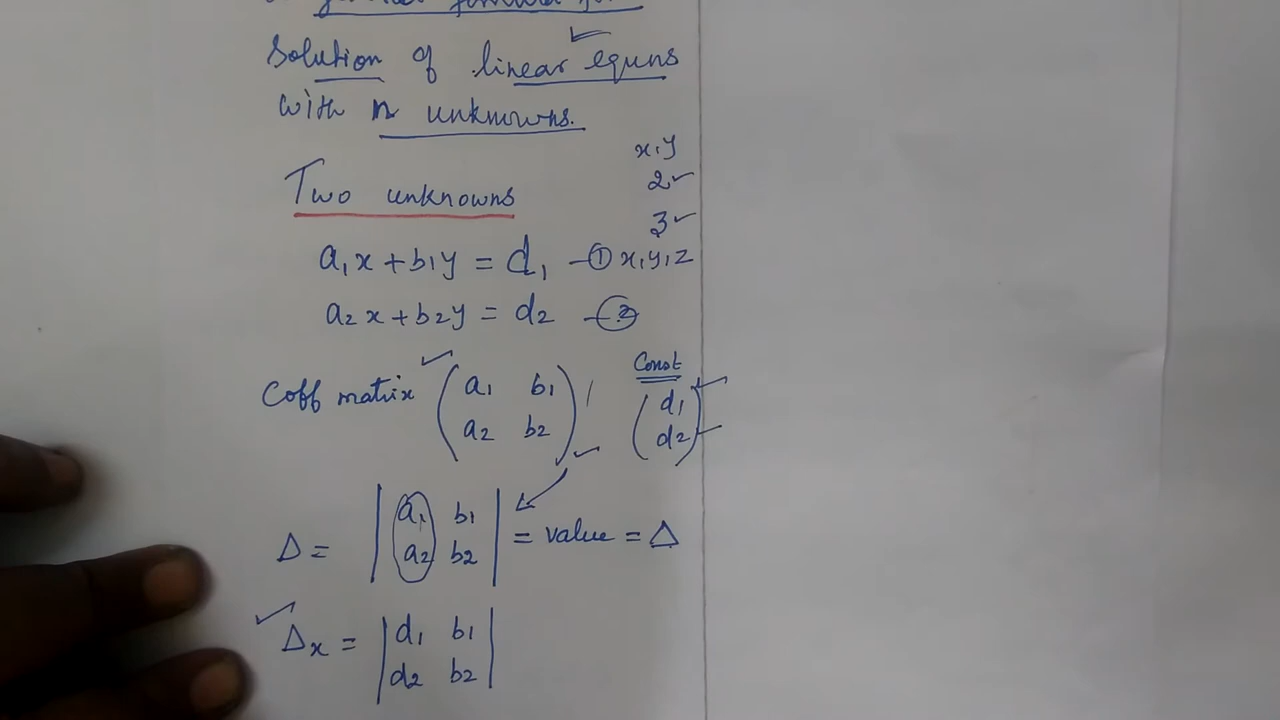 Solution of linear equns
with n unknowns.
x,y
2✓
Two unknowns
3✓
a₁x + b₁y = d₁ —① x,y,z
a₂x + b₂y = d₂ —②
Const
Coff matrix ( a₁ b₁ ) ( d₁ )
( a₂ b₂ ) ( d₂ )
Δ = | a₁ b₁ | = value = Δ
| a₂ b₂ |
Δx = | d₁ b₁ |
| d₂ b₂ |